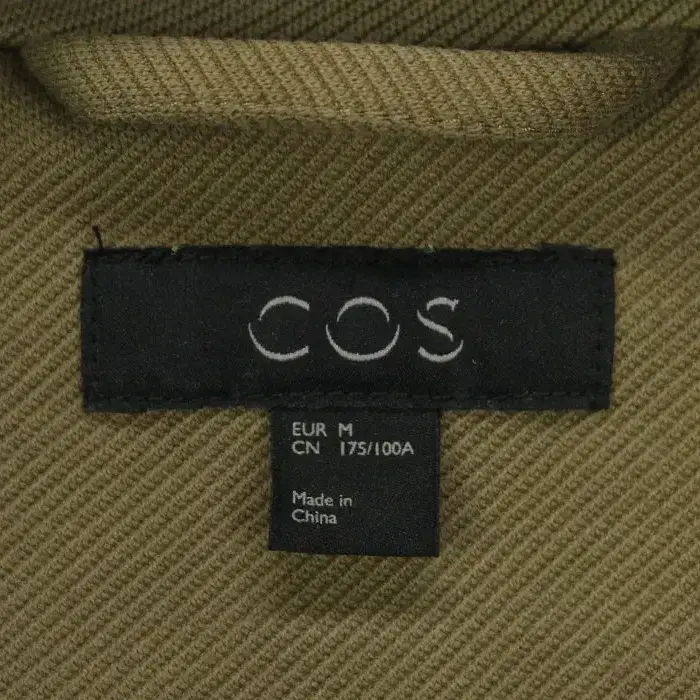 COS
EUR M
CN 175/100A
Made in
China